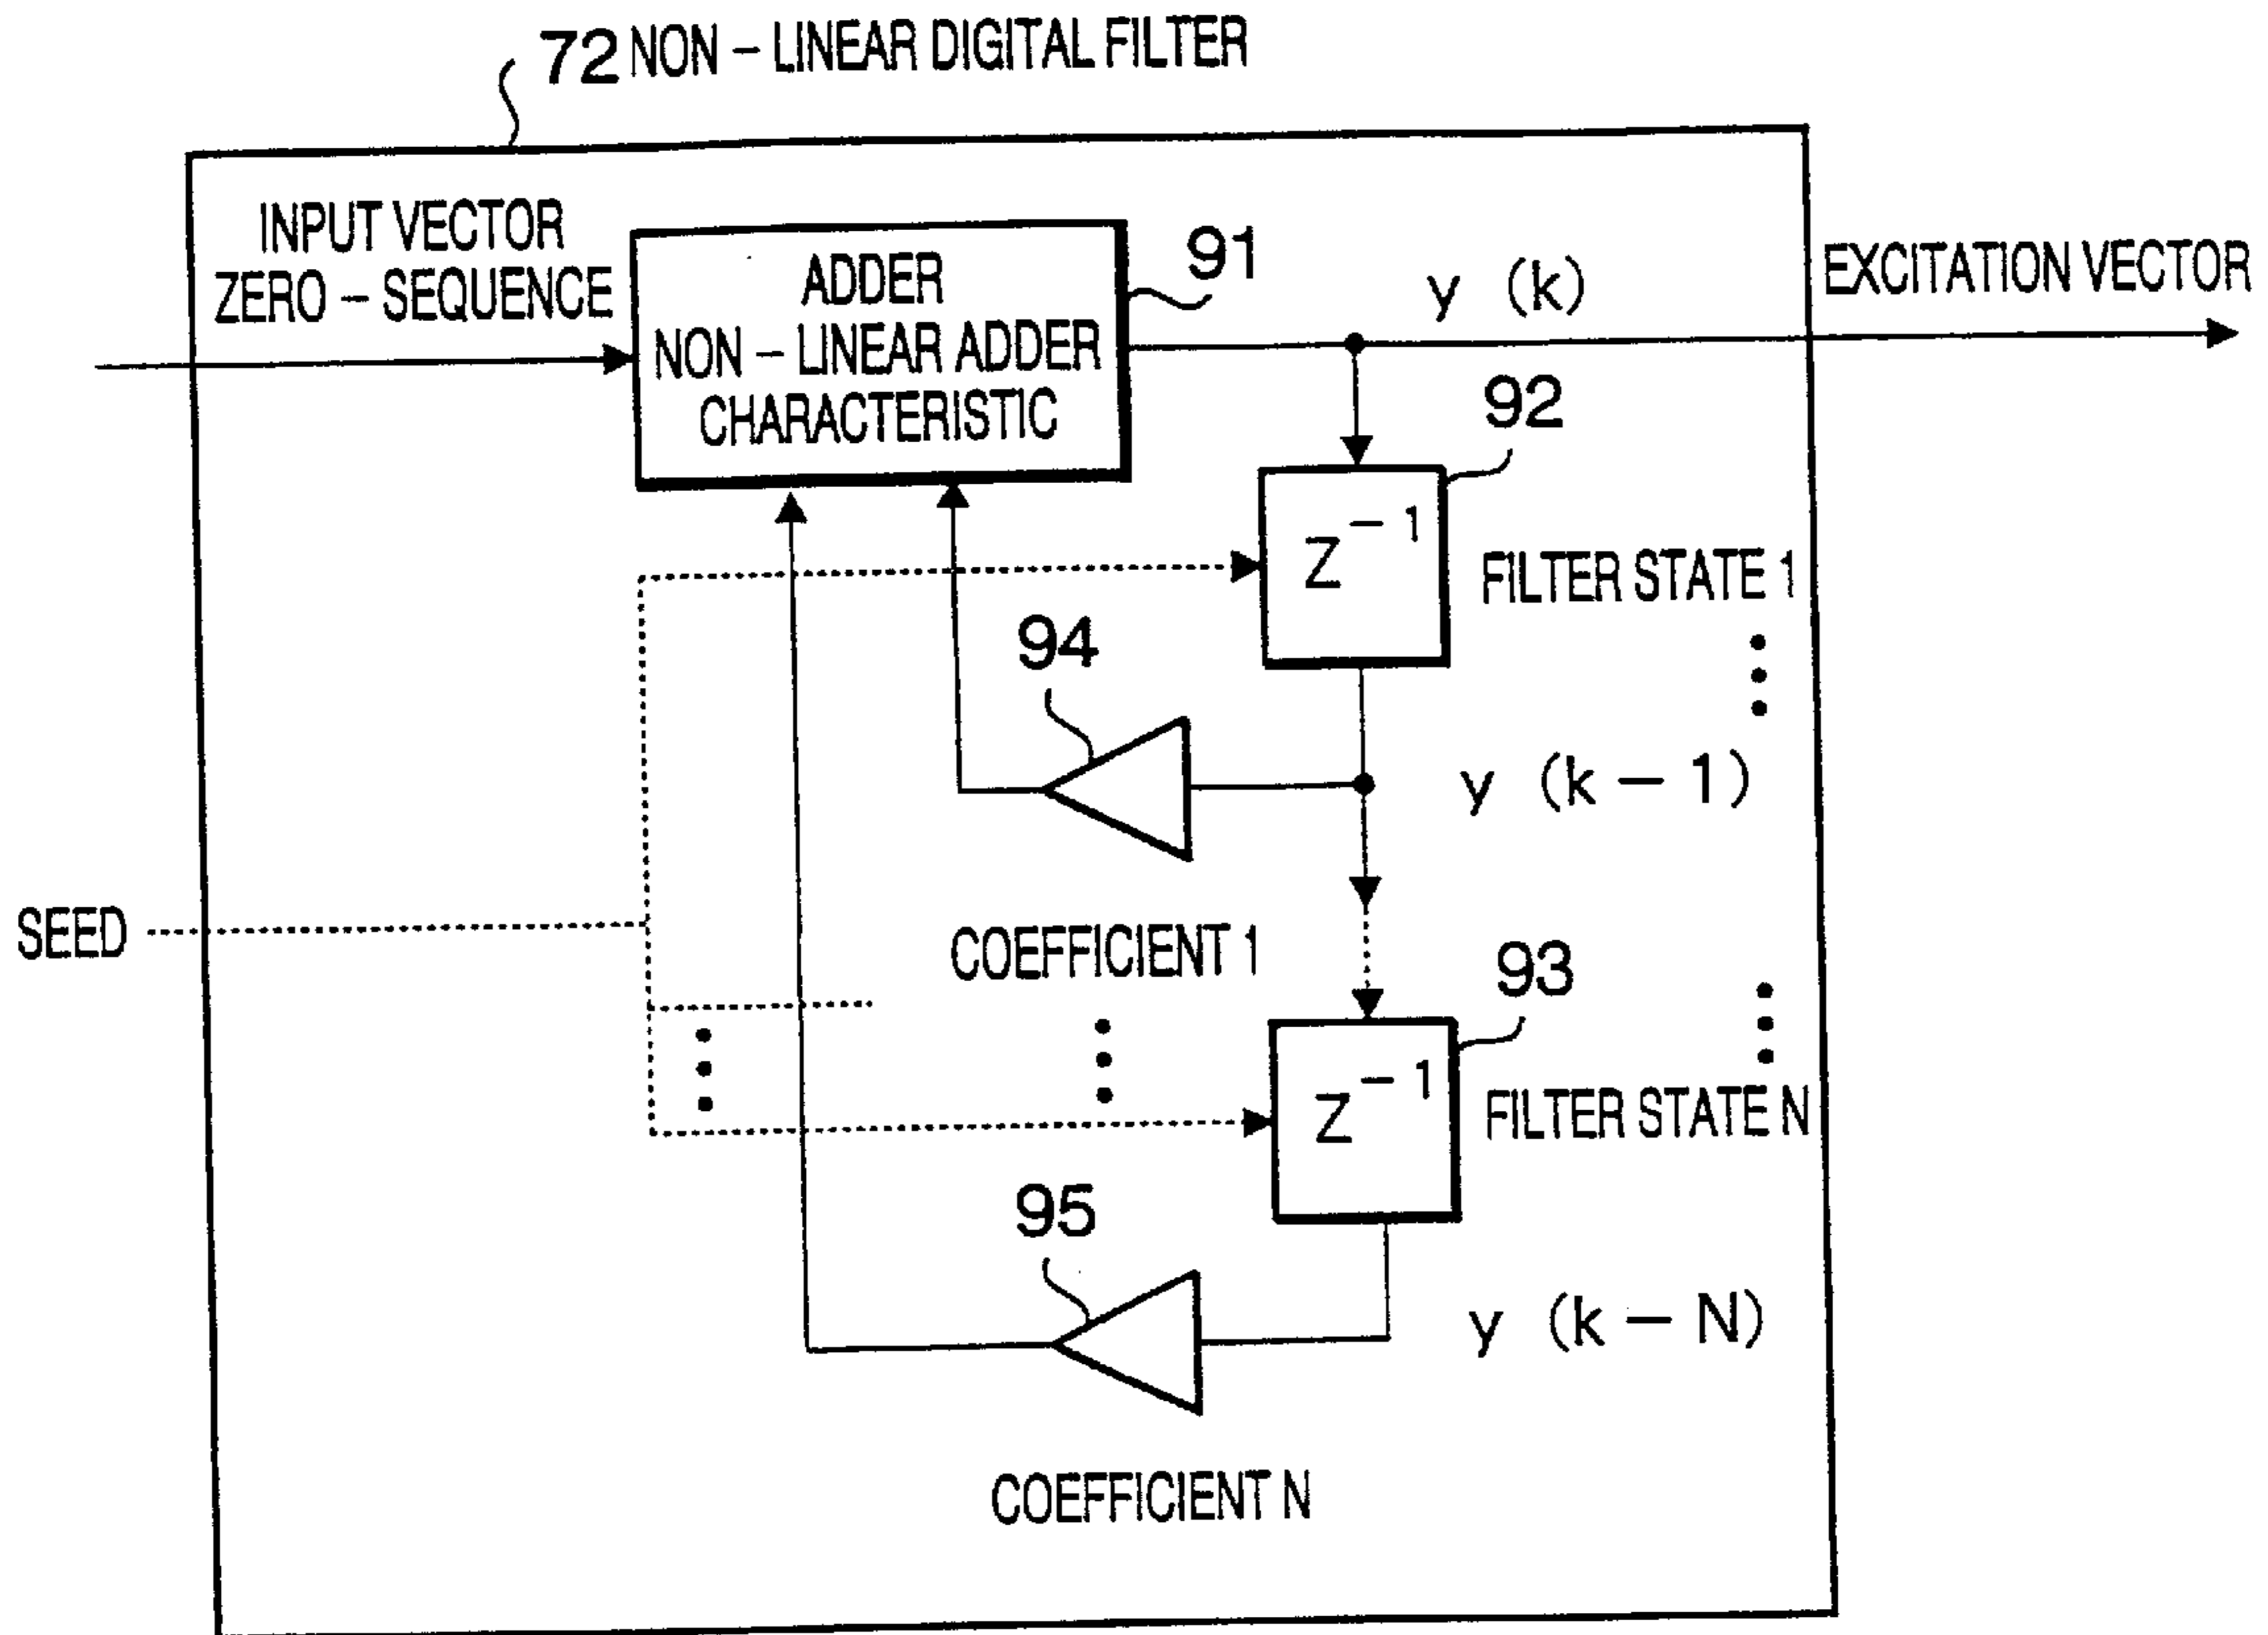 72 NON – LINEAR DIGITAL FILTER
INPUT VECTOR
ZERO – SEQUENCE
ADDER
NON – LINEAR ADDER
CHARACTERISTIC
91
y (k)
EXCITATION VECTOR
92
Z⁻¹
FILTER STATE 1
94
y (k – 1)
SEED
COEFFICIENT 1
93
Z⁻¹
FILTER STATE N
95
y (k – N)
COEFFICIENT N